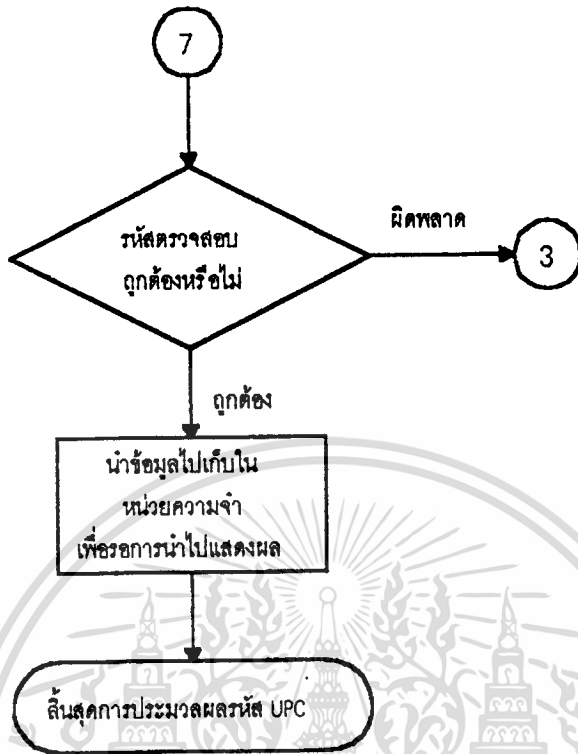 7
รหัสตรวจสอบ
ถูกต้องหรือไม่
ผิดพลาด
3
ถูกต้อง
นำข้อมูลไปเก็บใน
หน่วยความจำ
เพื่อรอการนำไปแสดงผล
สิ้นสุดการประมวลผลรหัส UPC